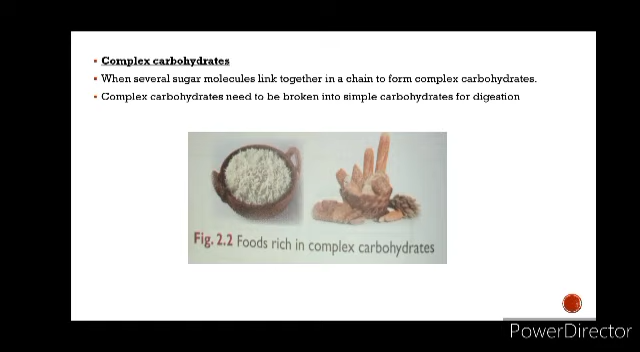 Complex carbohydrates
When several sugar molecules link together in a chain to form complex carbohydrates.
Complex carbohydrates need to be broken into simple carbohydrates for digestion
Fig. 2.2 Foods rich in complex carbohydrates
PowerDirector